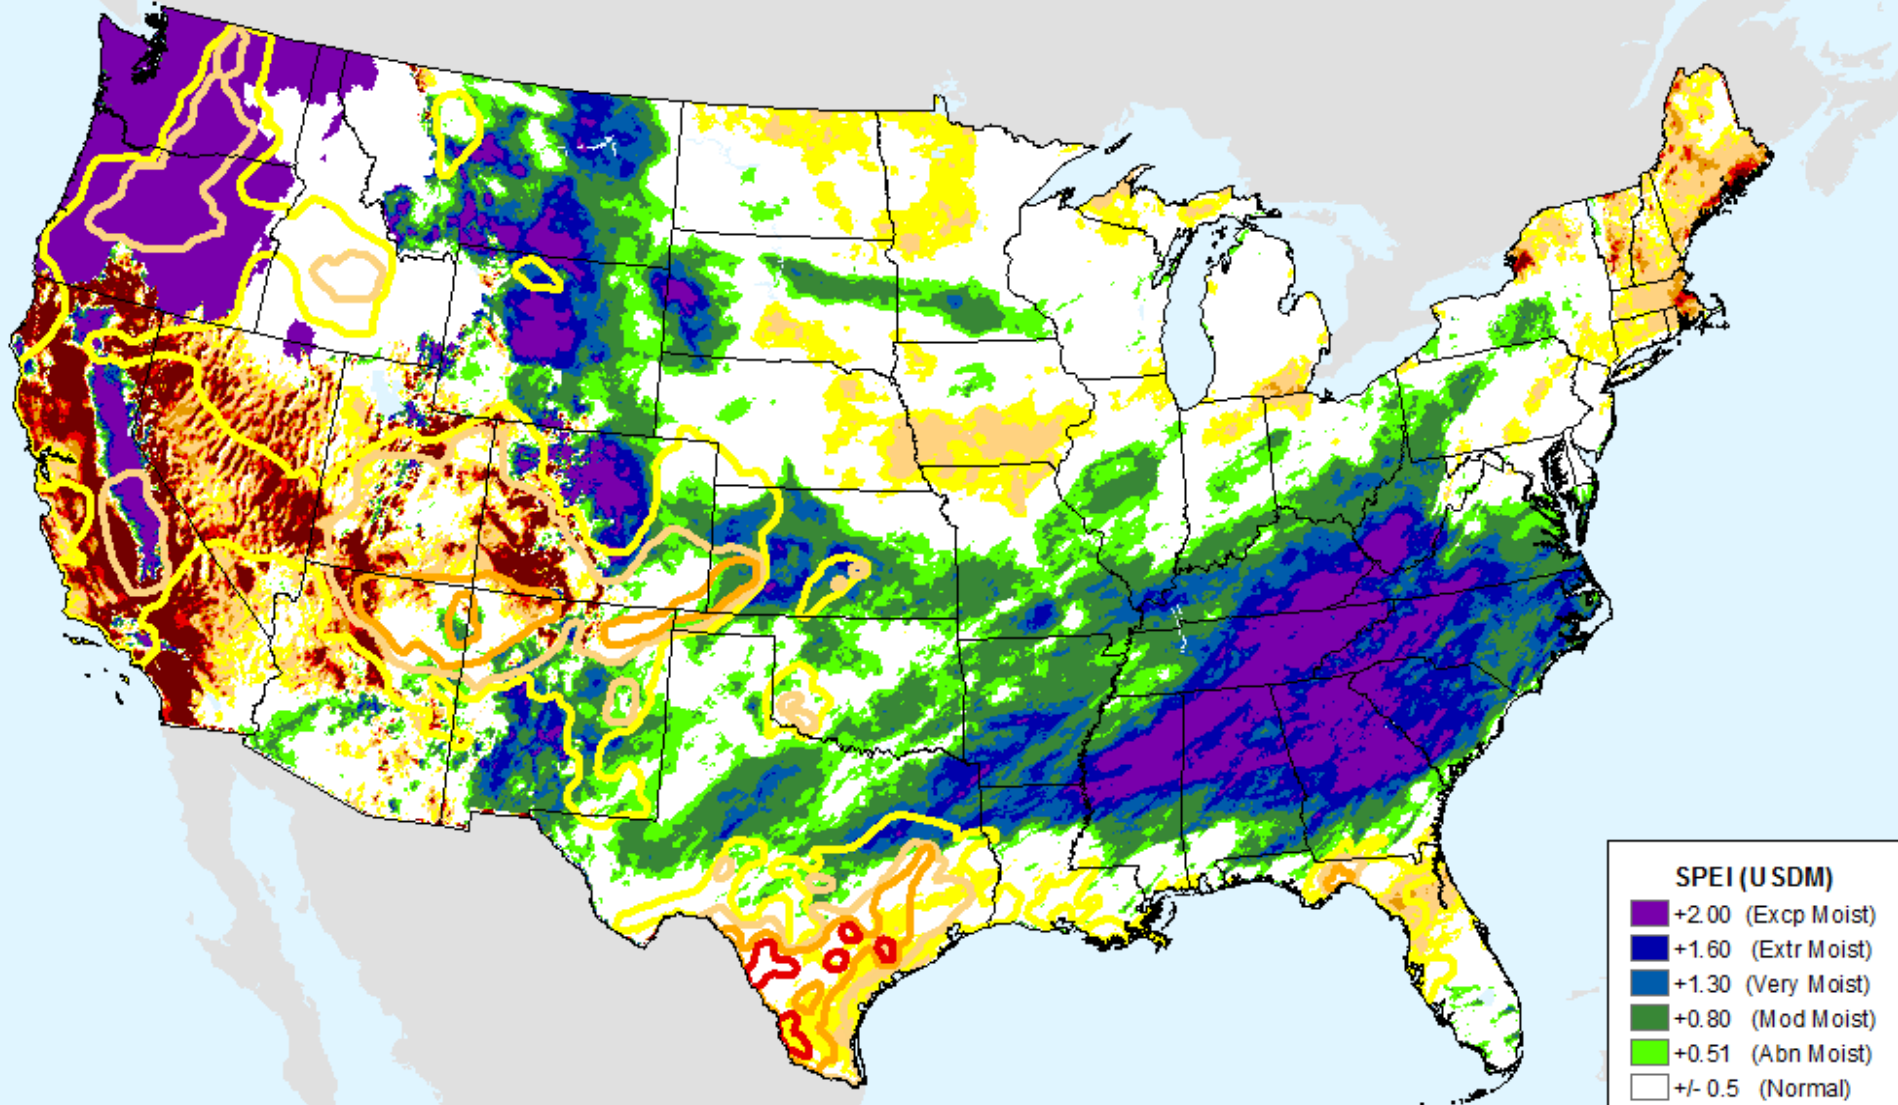 SPEI (USDM)
+2.00 (Excp Moist)
+1.60 (Extr Moist)
+1.30 (Very Moist)
+0.80 (Mod Moist)
+0.51 (Abn Moist)
+/- 0.5 (Normal)